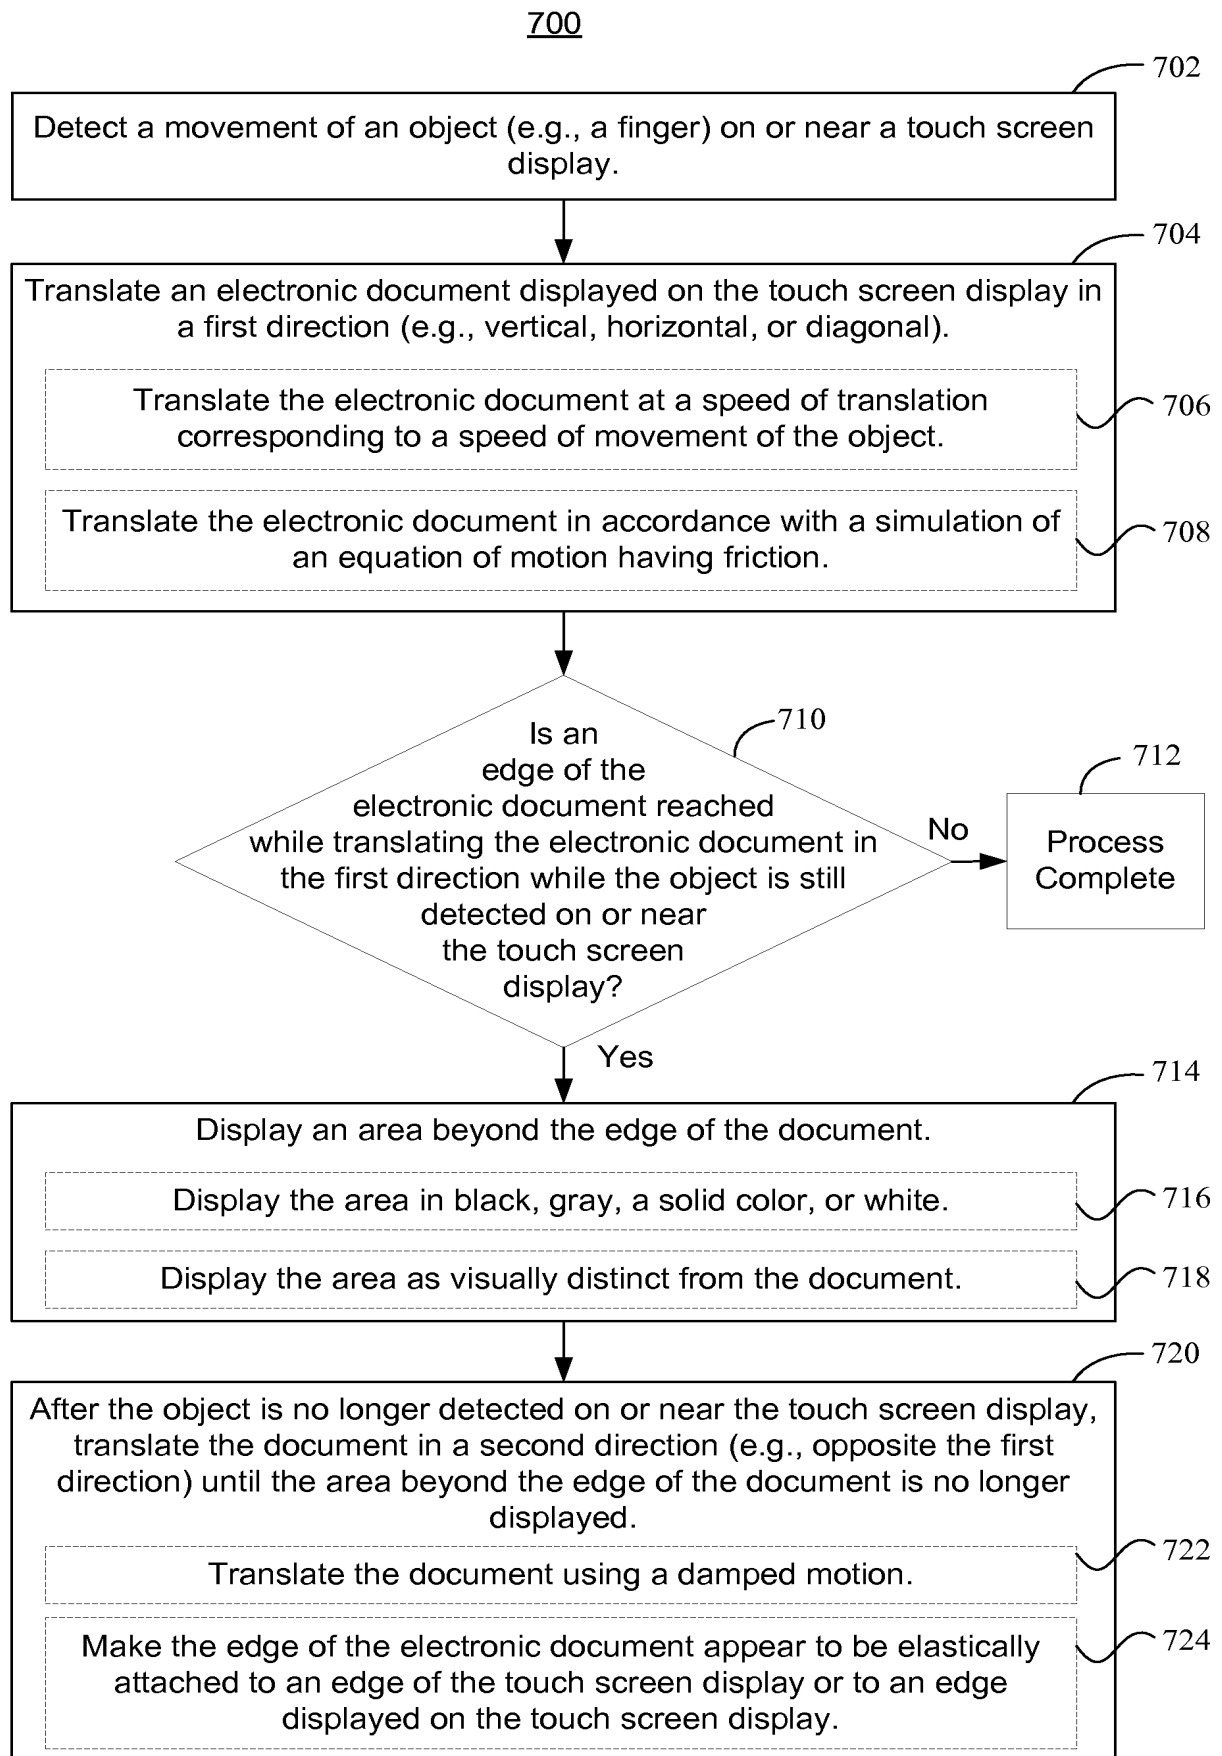 700
702
Detect a movement of an object (e.g., a finger) on or near a touch screen
display.
704
Translate an electronic document displayed on the touch screen display in
a first direction (e.g., vertical, horizontal, or diagonal).
Translate the electronic document at a speed of translation
corresponding to a speed of movement of the object.
706
Translate the electronic document in accordance with a simulation of
an equation of motion having friction.
708
710
Is an
edge of the
electronic document reached
while translating the electronic document in
the first direction while the object is still
detected on or near
the touch screen
display?
No
712
Process
Complete
Yes
714
Display an area beyond the edge of the document.
Display the area in black, gray, a solid color, or white.
716
Display the area as visually distinct from the document.
718
720
After the object is no longer detected on or near the touch screen display,
translate the document in a second direction (e.g., opposite the first
direction) until the area beyond the edge of the document is no longer
displayed.
Translate the document using a damped motion.
722
Make the edge of the electronic document appear to be elastically
attached to an edge of the touch screen display or to an edge
displayed on the touch screen display.
724